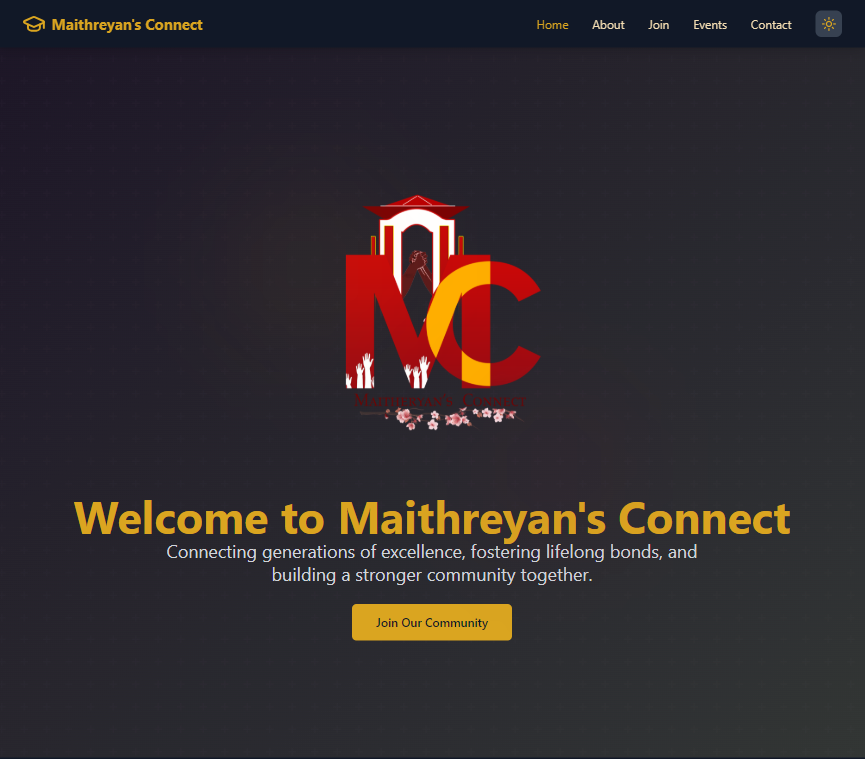 Maithreyan's Connect
Home About Join Events Contact
MC
Maithreyan's Connect
Welcome to Maithreyan's Connect
Connecting generations of excellence, fostering lifelong bonds, and
building a stronger community together.
Join Our Community